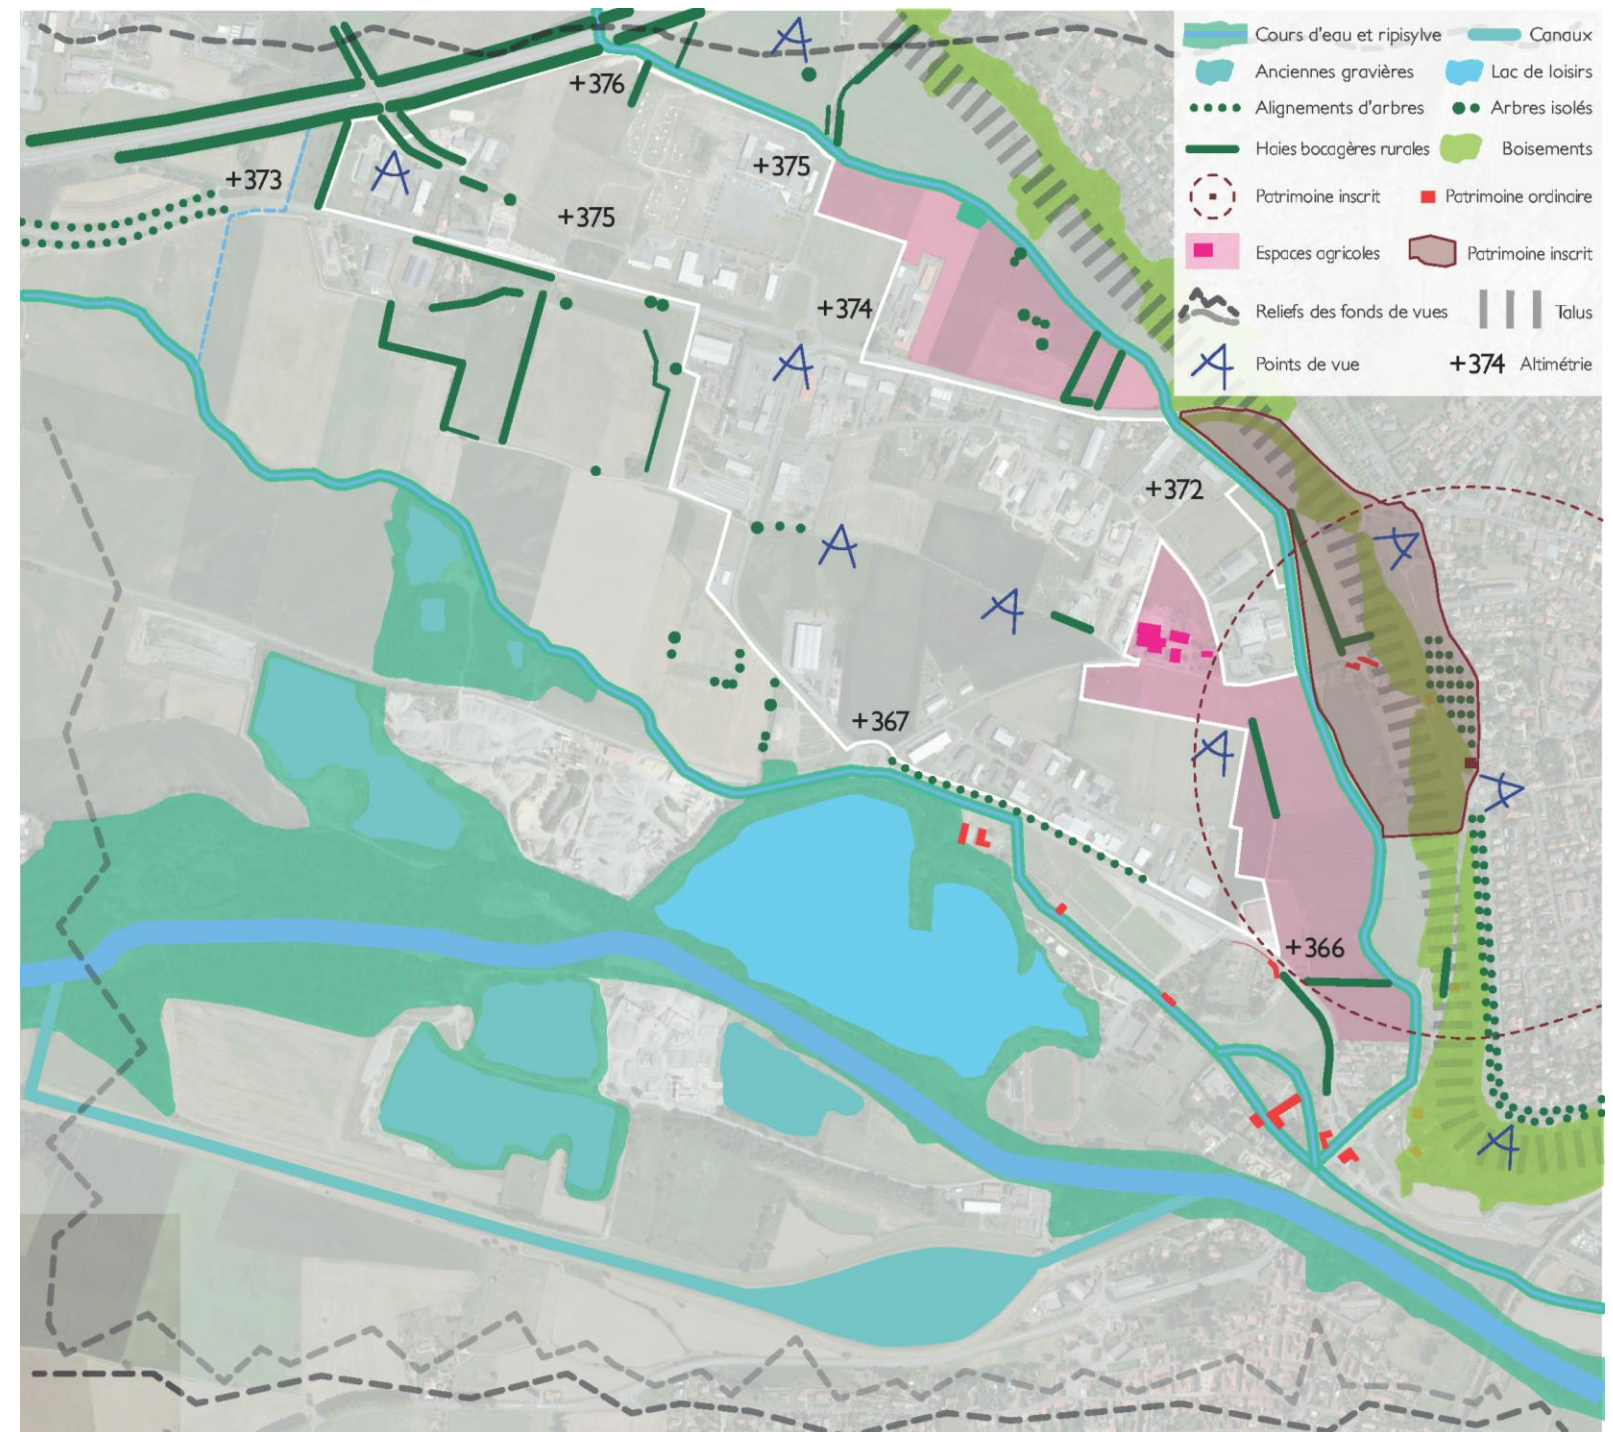 Cours d'eau et ripisylve Canaux
Anciennes gravières Lac de loisirs
Alignements d'arbres Arbres isolés
Haies bocagères rurales Boisements
Patrimoine inscrit Patrimoine ordinaire
Espaces agricoles Patrimoine inscrit
Reliefs des fonds de vues Talus
Points de vue +374 Altimétrie
+376
+375
+373
+375
+374
+372
+367
+366